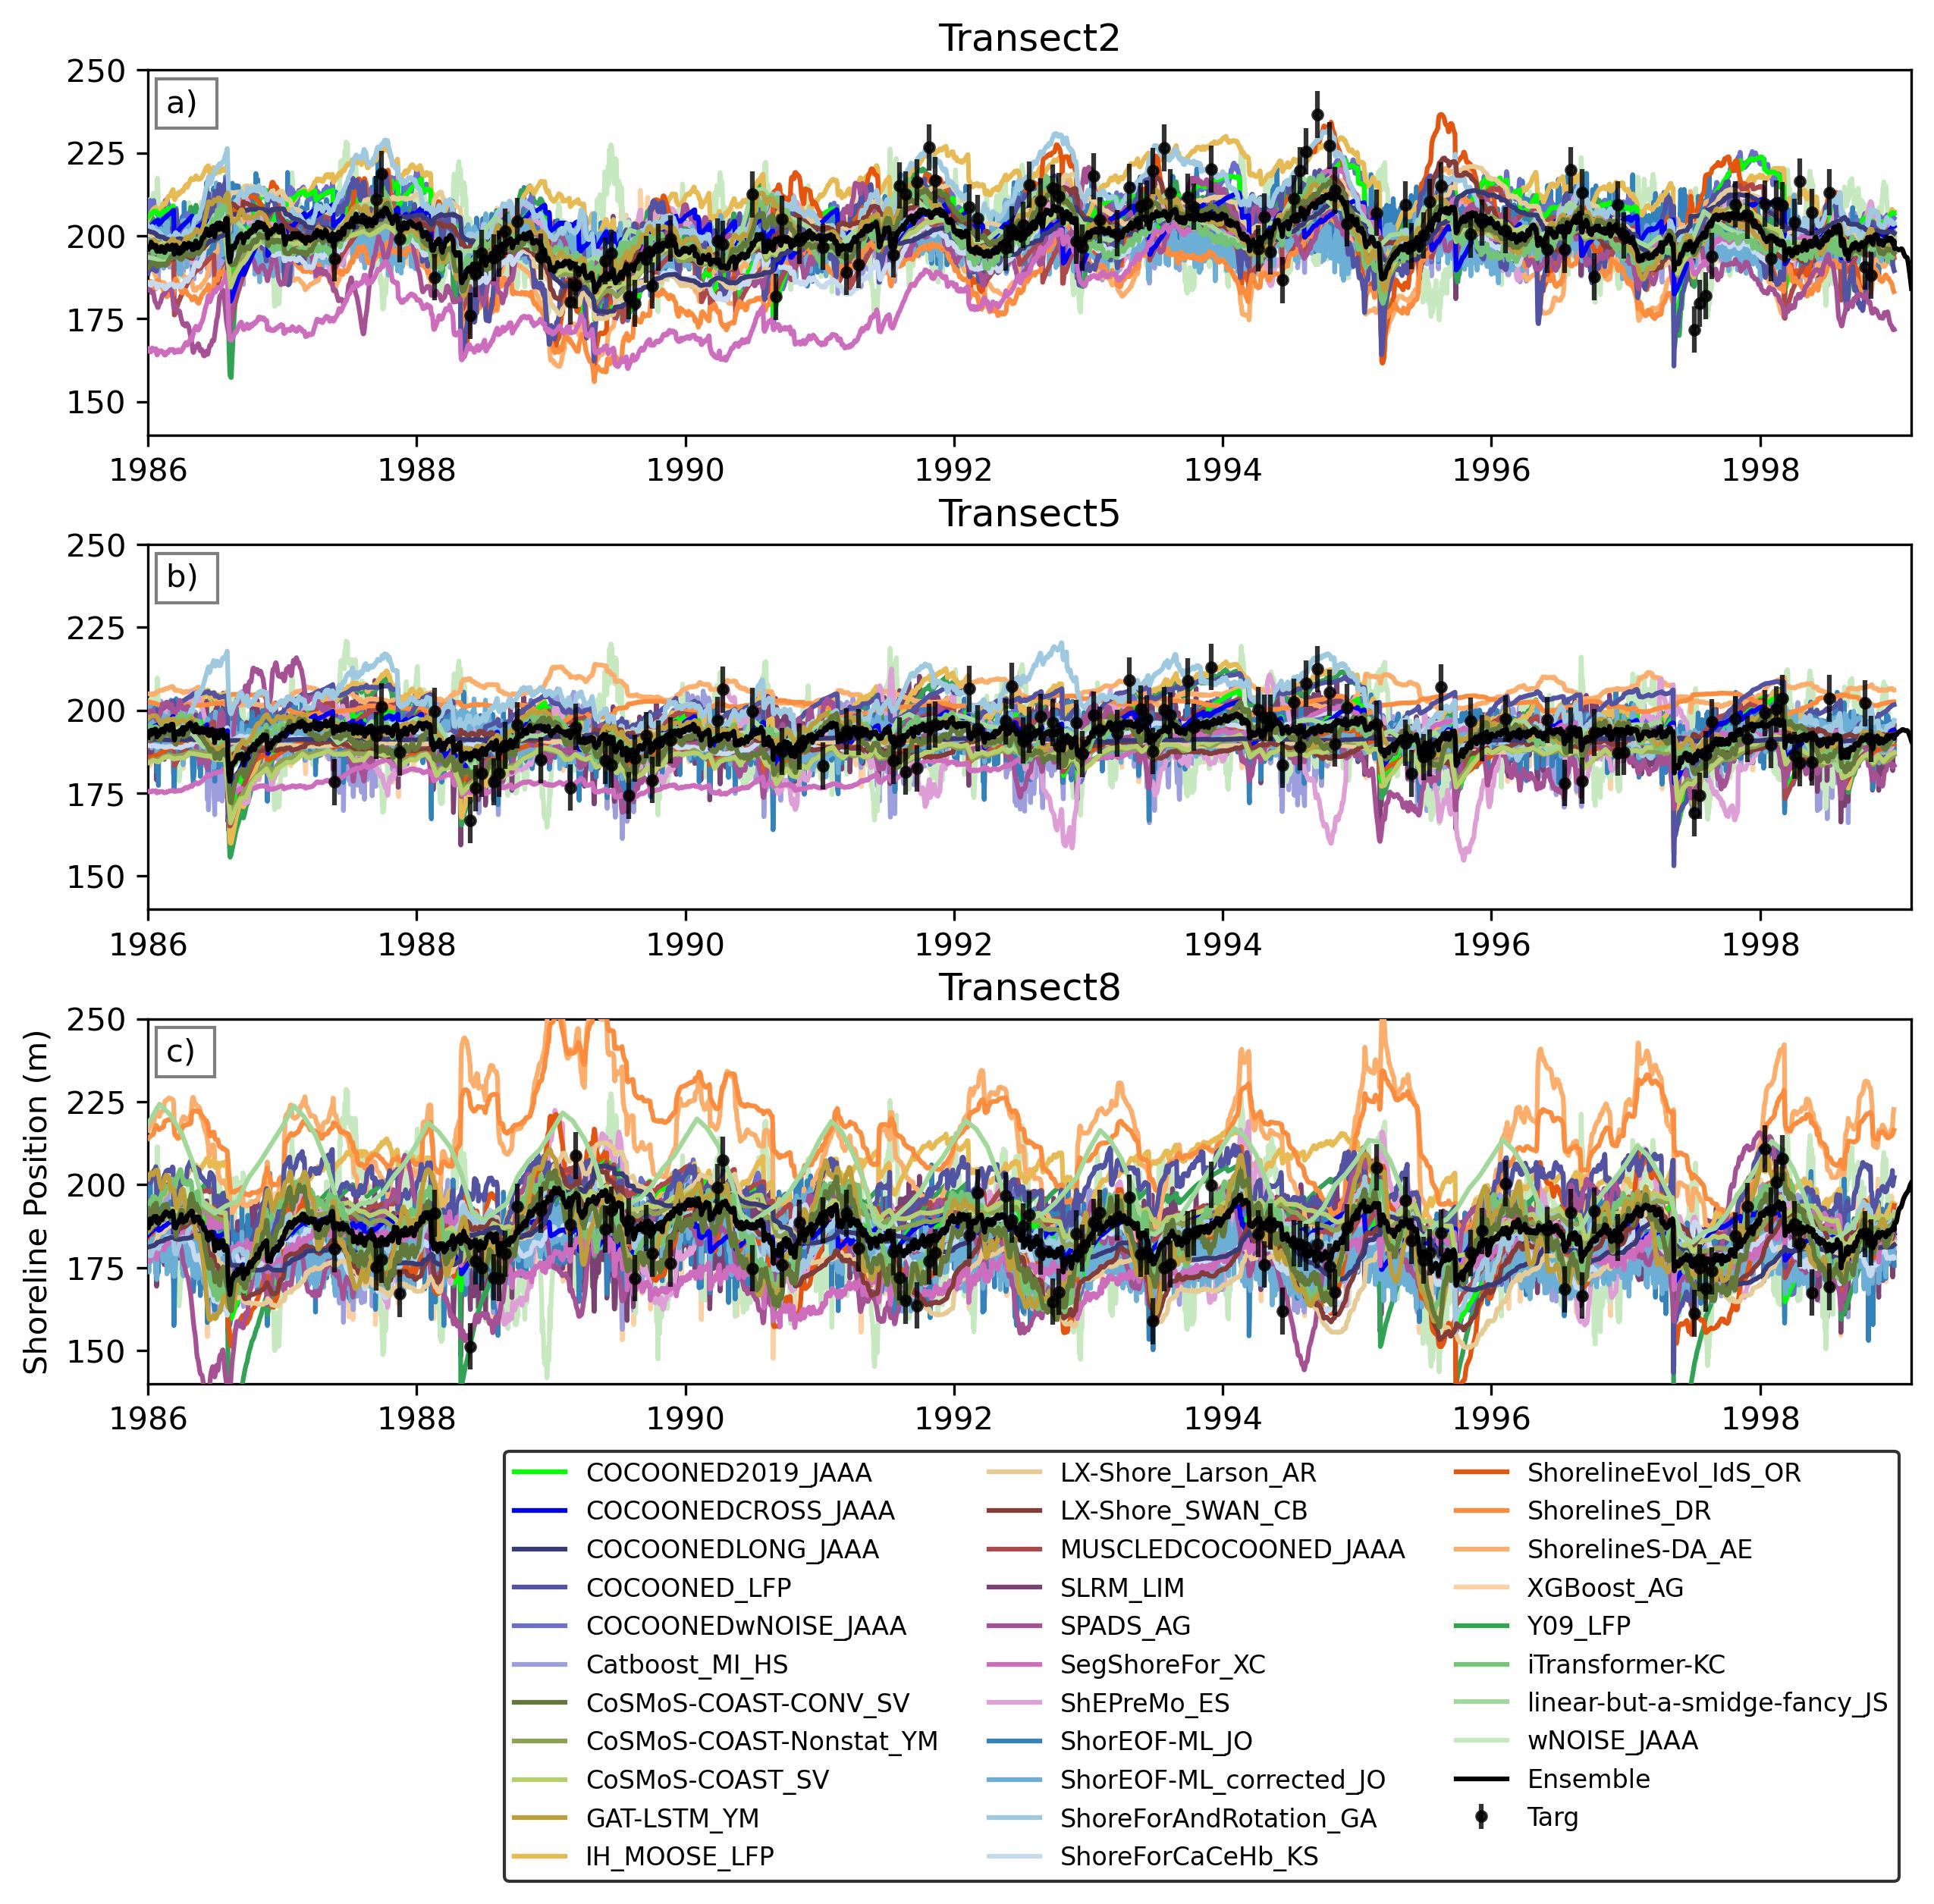 Transect2
a)
250
225
200
175
150
1986 1988 1990 1992 1994 1996 1998
Transect5
b)
250
225
200
175
150
1986 1988 1990 1992 1994 1996 1998
Transect8
c)
Shoreline Position (m)
250
225
200
175
150
1986 1988 1990 1992 1994 1996 1998
COCOONED2019_JAAA
COCOONEDCROSS_JAAA
COCOONEDLONG_JAAA
COCOONED_LFP
COCOONEDwNOISE_JAAA
Catboost_MI_HS
CoSMoS-COAST-CONV_SV
CoSMoS-COAST-Nonstat_YM
CoSMoS-COAST_SV
GAT-LSTM_YM
IH_MOOSE_LFP
LX-Shore_Larson_AR
LX-Shore_SWAN_CB
MUSCLEDCOCOONED_JAAA
SLRM_LIM
SPADS_AG
SegShoreFor_XC
ShEPreMo_ES
ShorEOF-ML_JO
ShorEOF-ML_corrected_JO
ShoreForAndRotation_GA
ShoreForCaCeHb_KS
ShorelineEvol_IdS_OR
ShorelineS_DR
ShorelineS-DA_AE
XGBoost_AG
Y09_LFP
iTransformer-KC
linear-but-a-smidge-fancy_JS
wNOISE_JAAA
Ensemble
Targ